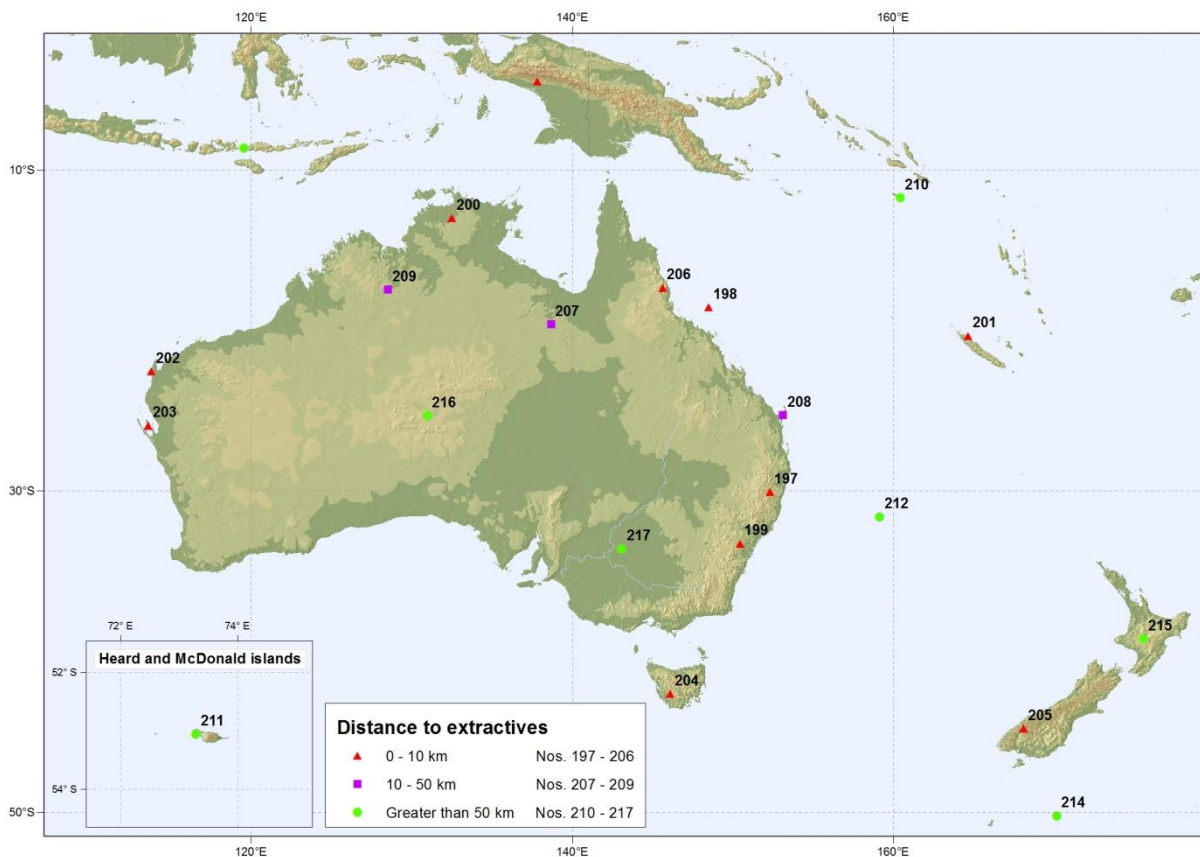 120°E 140°E 160°E
10°S
210
200
209
206
198
207
201
202
216
203
208
197
30°S
212
199
217
72° E 74° E
215
Heard and McDonald islands
52° S
204
211
205
Distance to extractives
0 - 10 km Nos. 197 - 206
10 - 50 km Nos. 207 - 209
Greater than 50 km Nos. 210 - 217
54° S
50°S
214
120°E 140°E 160°E